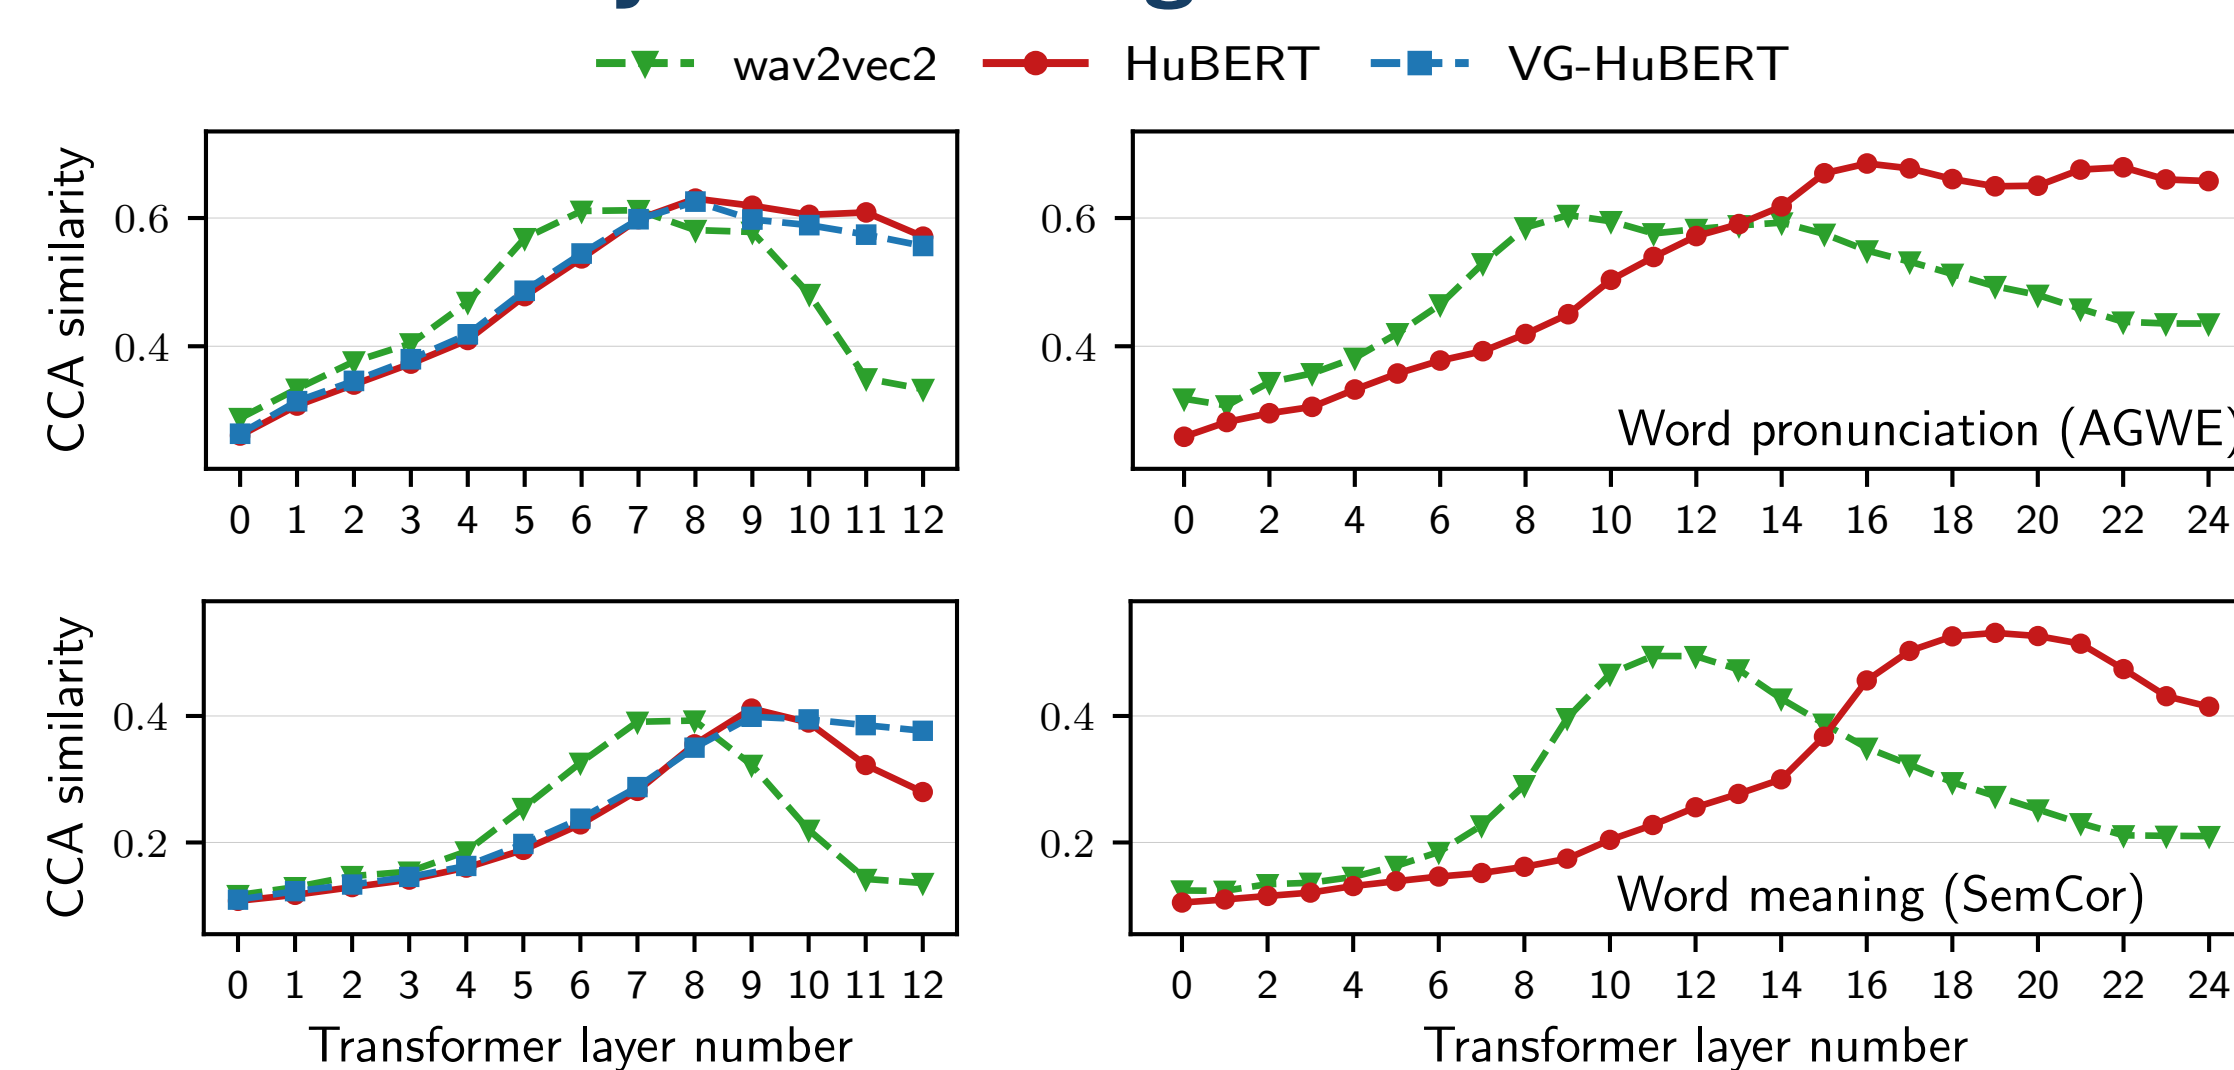 wav2vec2 HuBERT VG-HuBERT
CCA similarity
0.6
0.4
0 1 2 3 4 5 6 7 8 9 10 11 12
0.6
0.4
Word pronunciation (AGWE)
0 2 4 6 8 10 12 14 16 18 20 22 24
CCA similarity
0.4
0.2
0 1 2 3 4 5 6 7 8 9 10 11 12
Transformer layer number
0.4
0.2
Word meaning (SemCor)
0 2 4 6 8 10 12 14 16 18 20 22 24
Transformer layer number